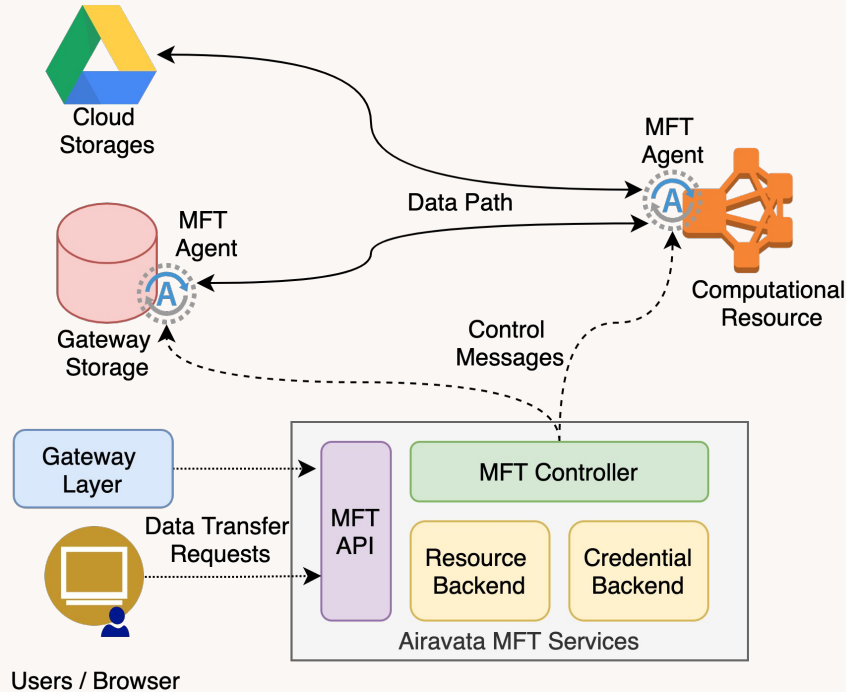 Cloud
Storages
MFT
Agent
A
Data Path
MFT
Agent
A
Computational
Resource
Gateway
Storage
Control
Messages
Gateway
Layer
MFT
API
MFT Controller
Data Transfer
Requests
Resource
Backend
Credential
Backend
Airavata MFT Services
Users / Browser